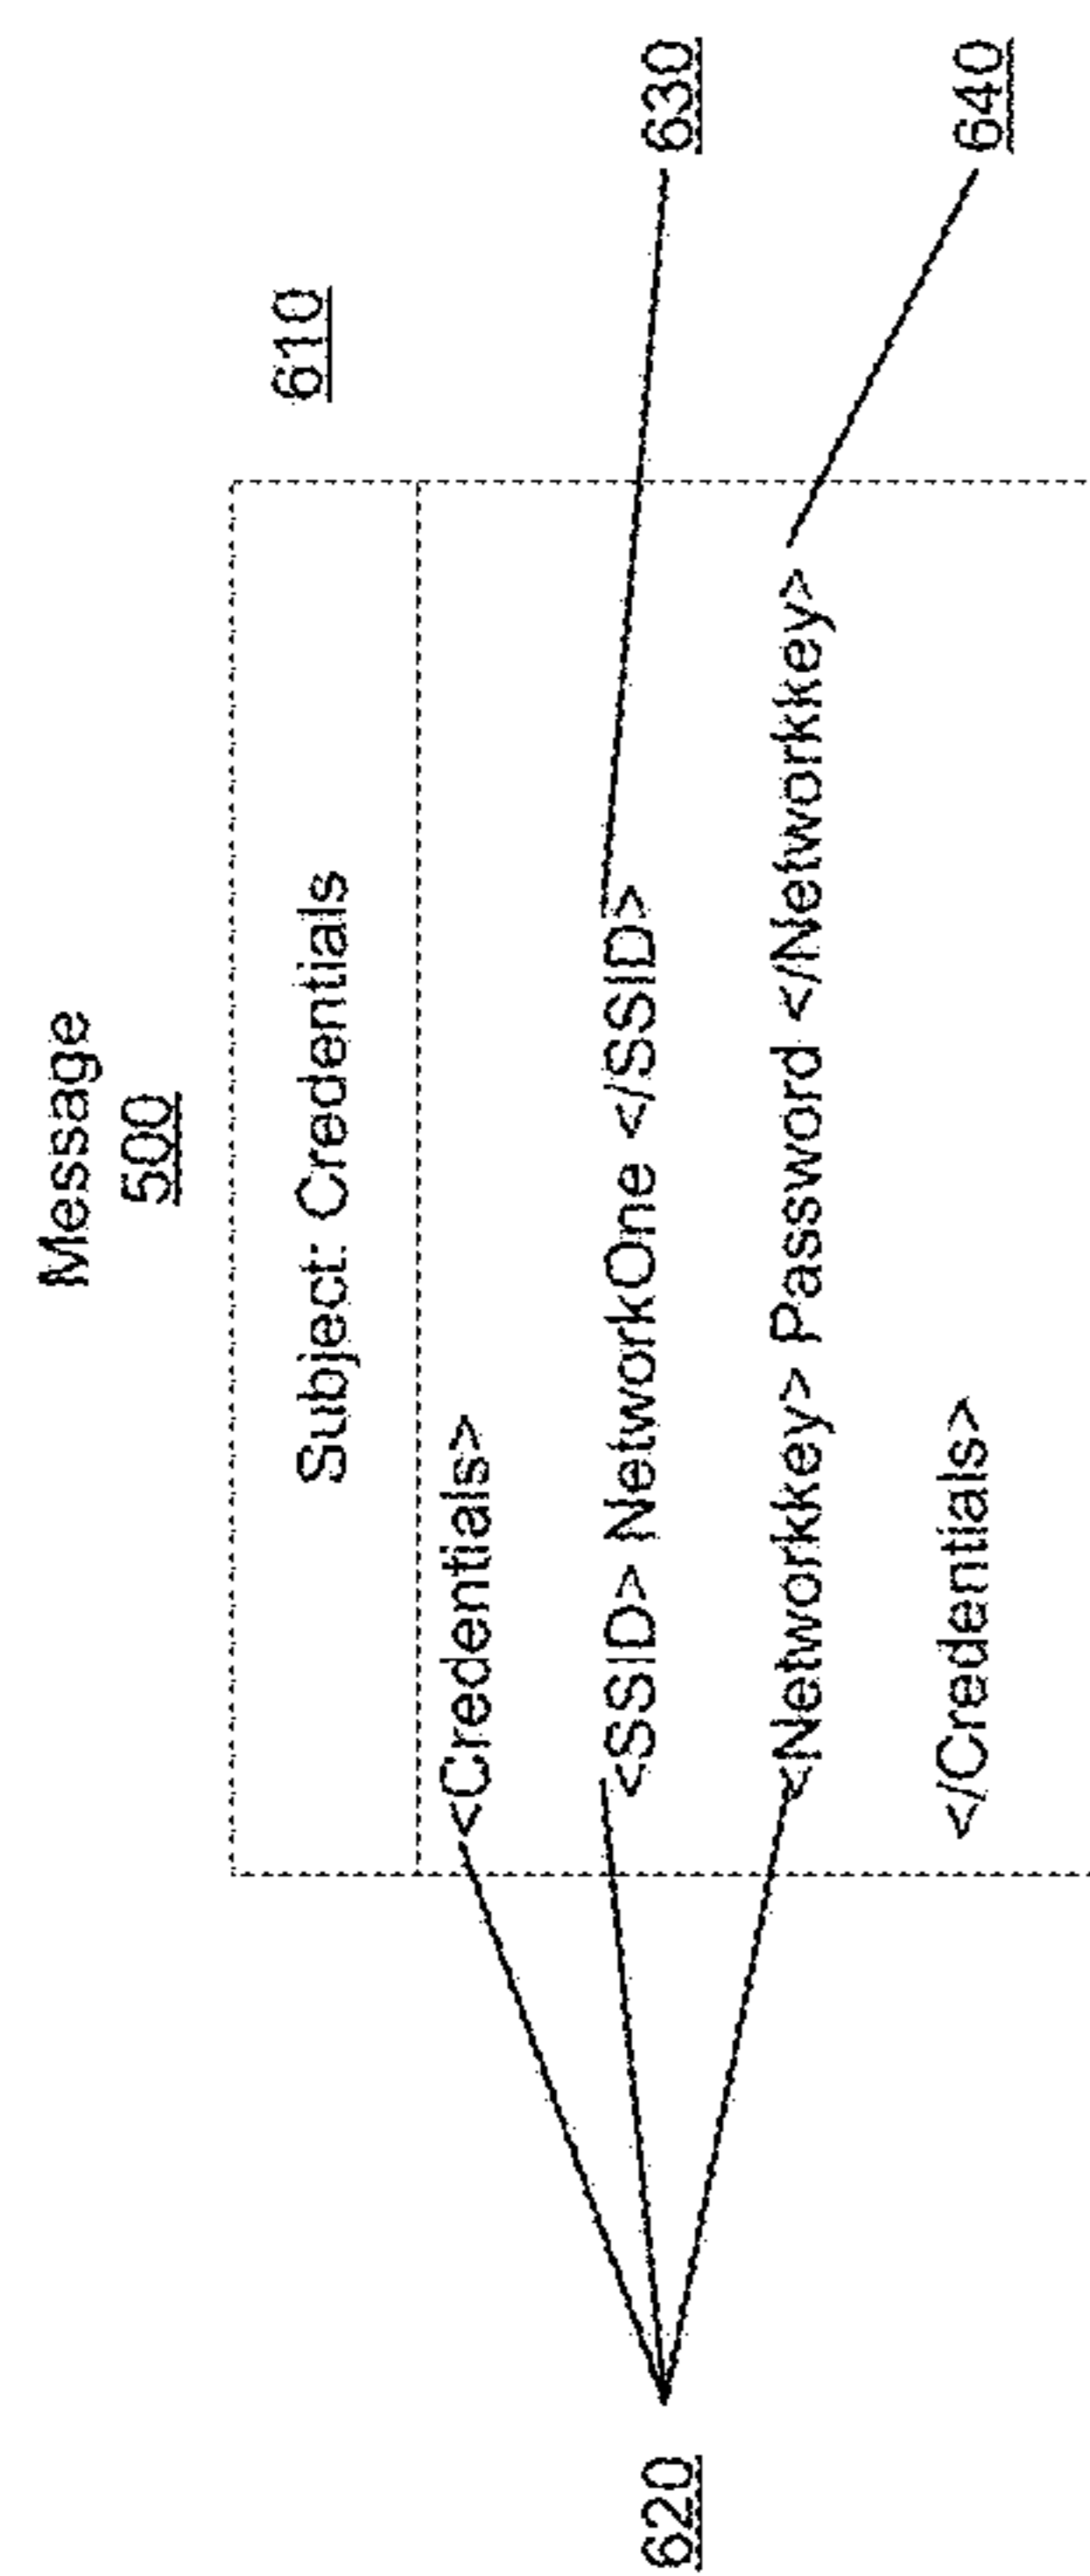 Message
500
610
Subject: Credentials
<Credentials>
<SSID> NetworkOne </SSID>
630
620
<Networkkey> Password </Networkkey>
640
</Credentials>